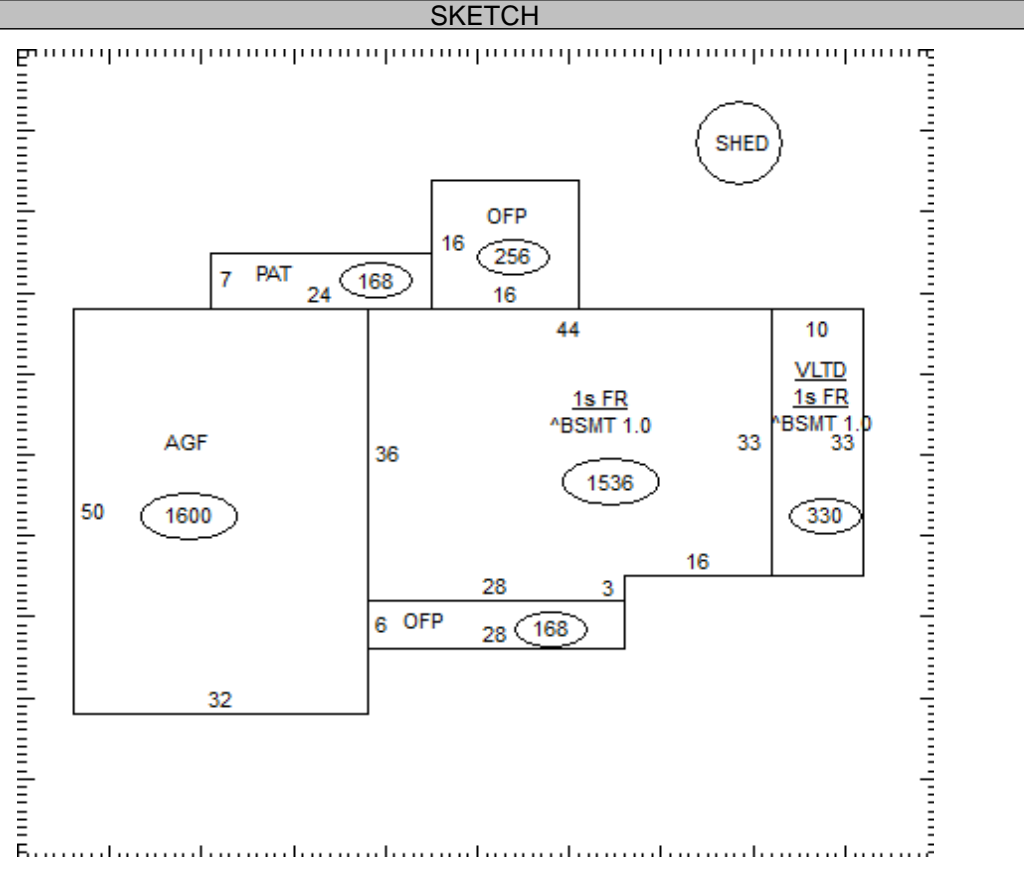 SKETCH
SHED
OFP
16
256
16
7
PAT
24
168
44
10
VLTD
1s FR
^BSMT 1.0
33
330
1s FR
^BSMT 1.0
36
33
1536
16
AGF
50
1600
32
28
3
6
OFP
28
168